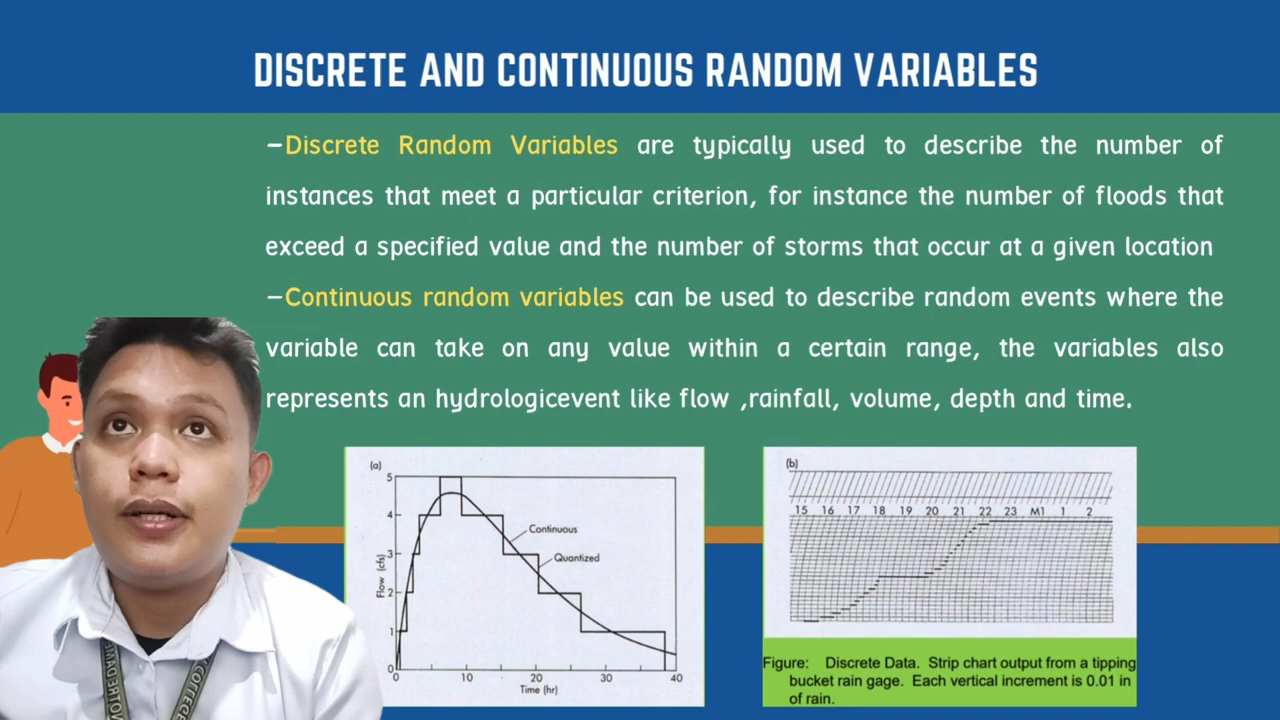 DISCRETE AND CONTINUOUS RANDOM VARIABLES
–Discrete Random Variables are typically used to describe the number of
instances that meet a particular criterion, for instance the number of floods that
exceed a specified value and the number of storms that occur at a given location
–Continuous random variables can be used to describe random events where the
variable can take on any value within a certain range, the variables also
represents an hydrologicevent like flow ,rainfall, volume, depth and time.
(a)
5
4
3
2
1
0
Flow (cfs)
Continuous
Quantized
0 10 20 30 40
Time (hr)
(b)
15 16 17 18 19 20 21 22 23 M1 1 2
Figure: Discrete Data. Strip chart output from a tipping
bucket rain gage. Each vertical increment is 0.01 in
of rain.